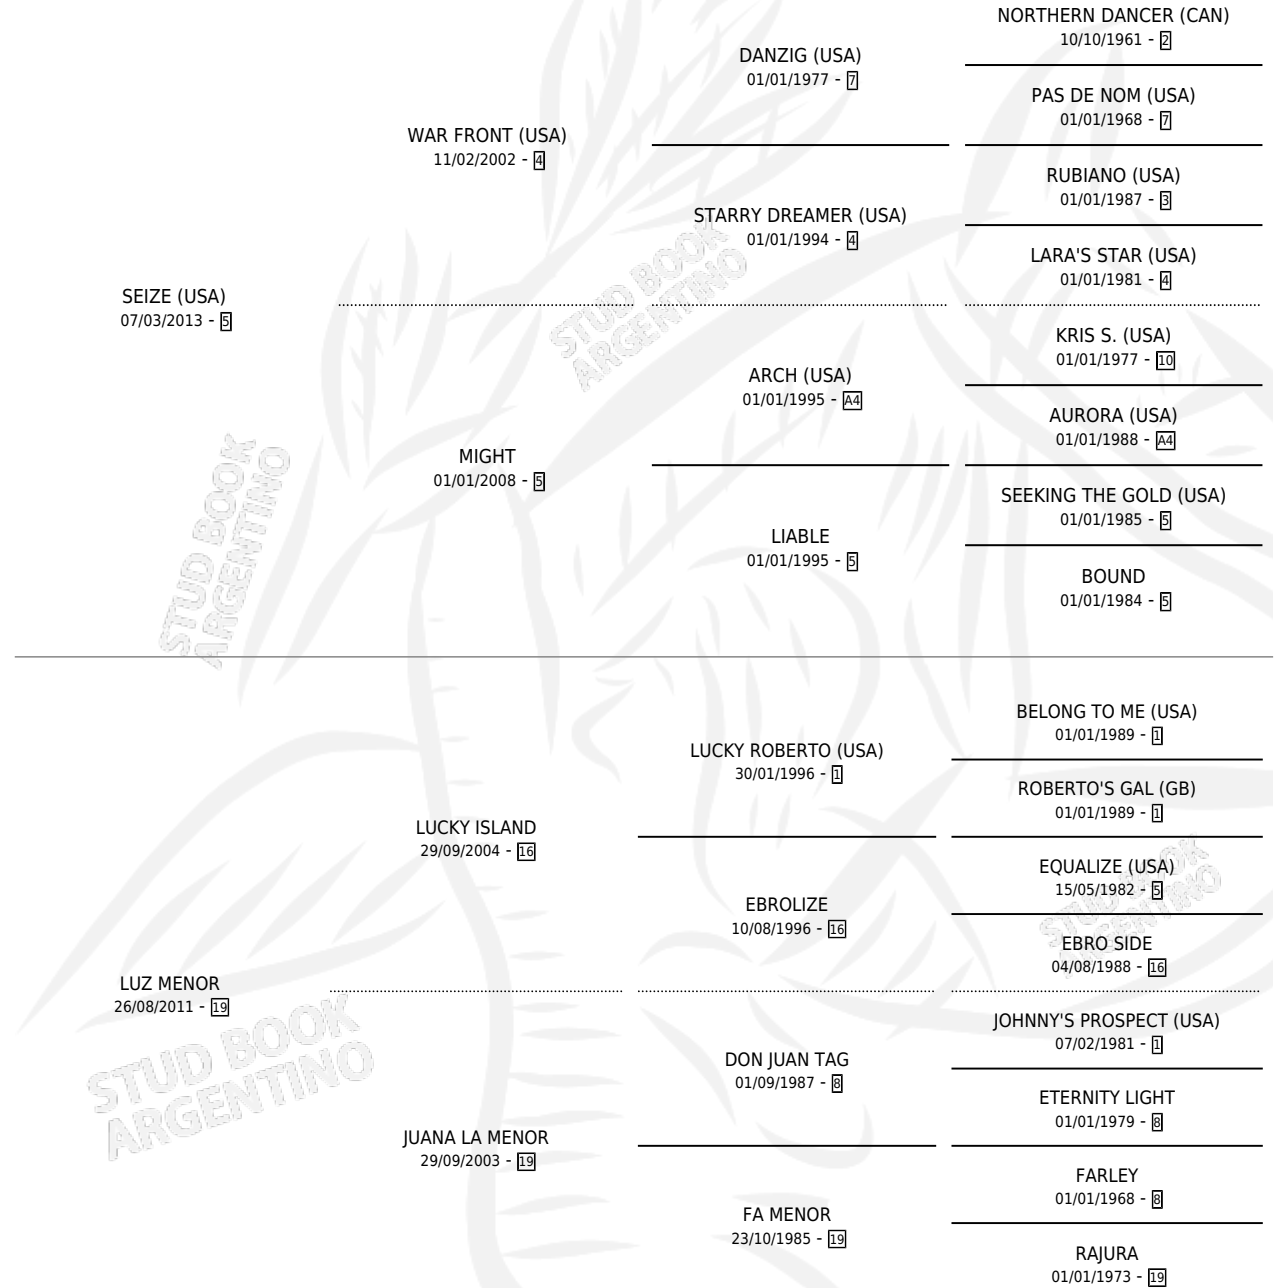 NORTHERN DANCER (CAN)
10/10/1961 - 2
DANZIG (USA)
01/01/1977 - 7
PAS DE NOM (USA)
01/01/1968 - 7
WAR FRONT (USA)
11/02/2002 - 4
RUBIANO (USA)
01/01/1987 - 3
STARRY DREAMER (USA)
01/01/1994 - 4
LARA'S STAR (USA)
01/01/1981 - 4
SEIZE (USA)
07/03/2013 - 5
KRIS S. (USA)
01/01/1977 - 10
ARCH (USA)
01/01/1995 - A4
AURORA (USA)
01/01/1988 - A4
MIGHT
01/01/2008 - 5
SEEKING THE GOLD (USA)
01/01/1985 - 5
LIABLE
01/01/1995 - 5
BOUND
01/01/1984 - 5
BELONG TO ME (USA)
01/01/1989 - 1
LUCKY ROBERTO (USA)
30/01/1996 - 1
ROBERTO'S GAL (GB)
01/01/1989 - 1
LUCKY ISLAND
29/09/2004 - 16
EQUALIZE (USA)
15/05/1982 - 5
EBROLIZE
10/08/1996 - 16
EBRO SIDE
04/08/1988 - 16
LUZ MENOR
26/08/2011 - 19
JOHNNY'S PROSPECT (USA)
07/02/1981 - 1
DON JUAN TAG
01/09/1987 - 8
ETERNITY LIGHT
01/01/1979 - 8
JUANA LA MENOR
29/09/2003 - 19
FARLEY
01/01/1968 - 8
FA MENOR
23/10/1985 - 19
RAJURA
01/01/1973 - 19
STUD BOOK
ARGENTINO
STUD BOOK
ARGENTINO
STUD BOOK
ARGENTINO
STUD BOOK
ARGENTINO